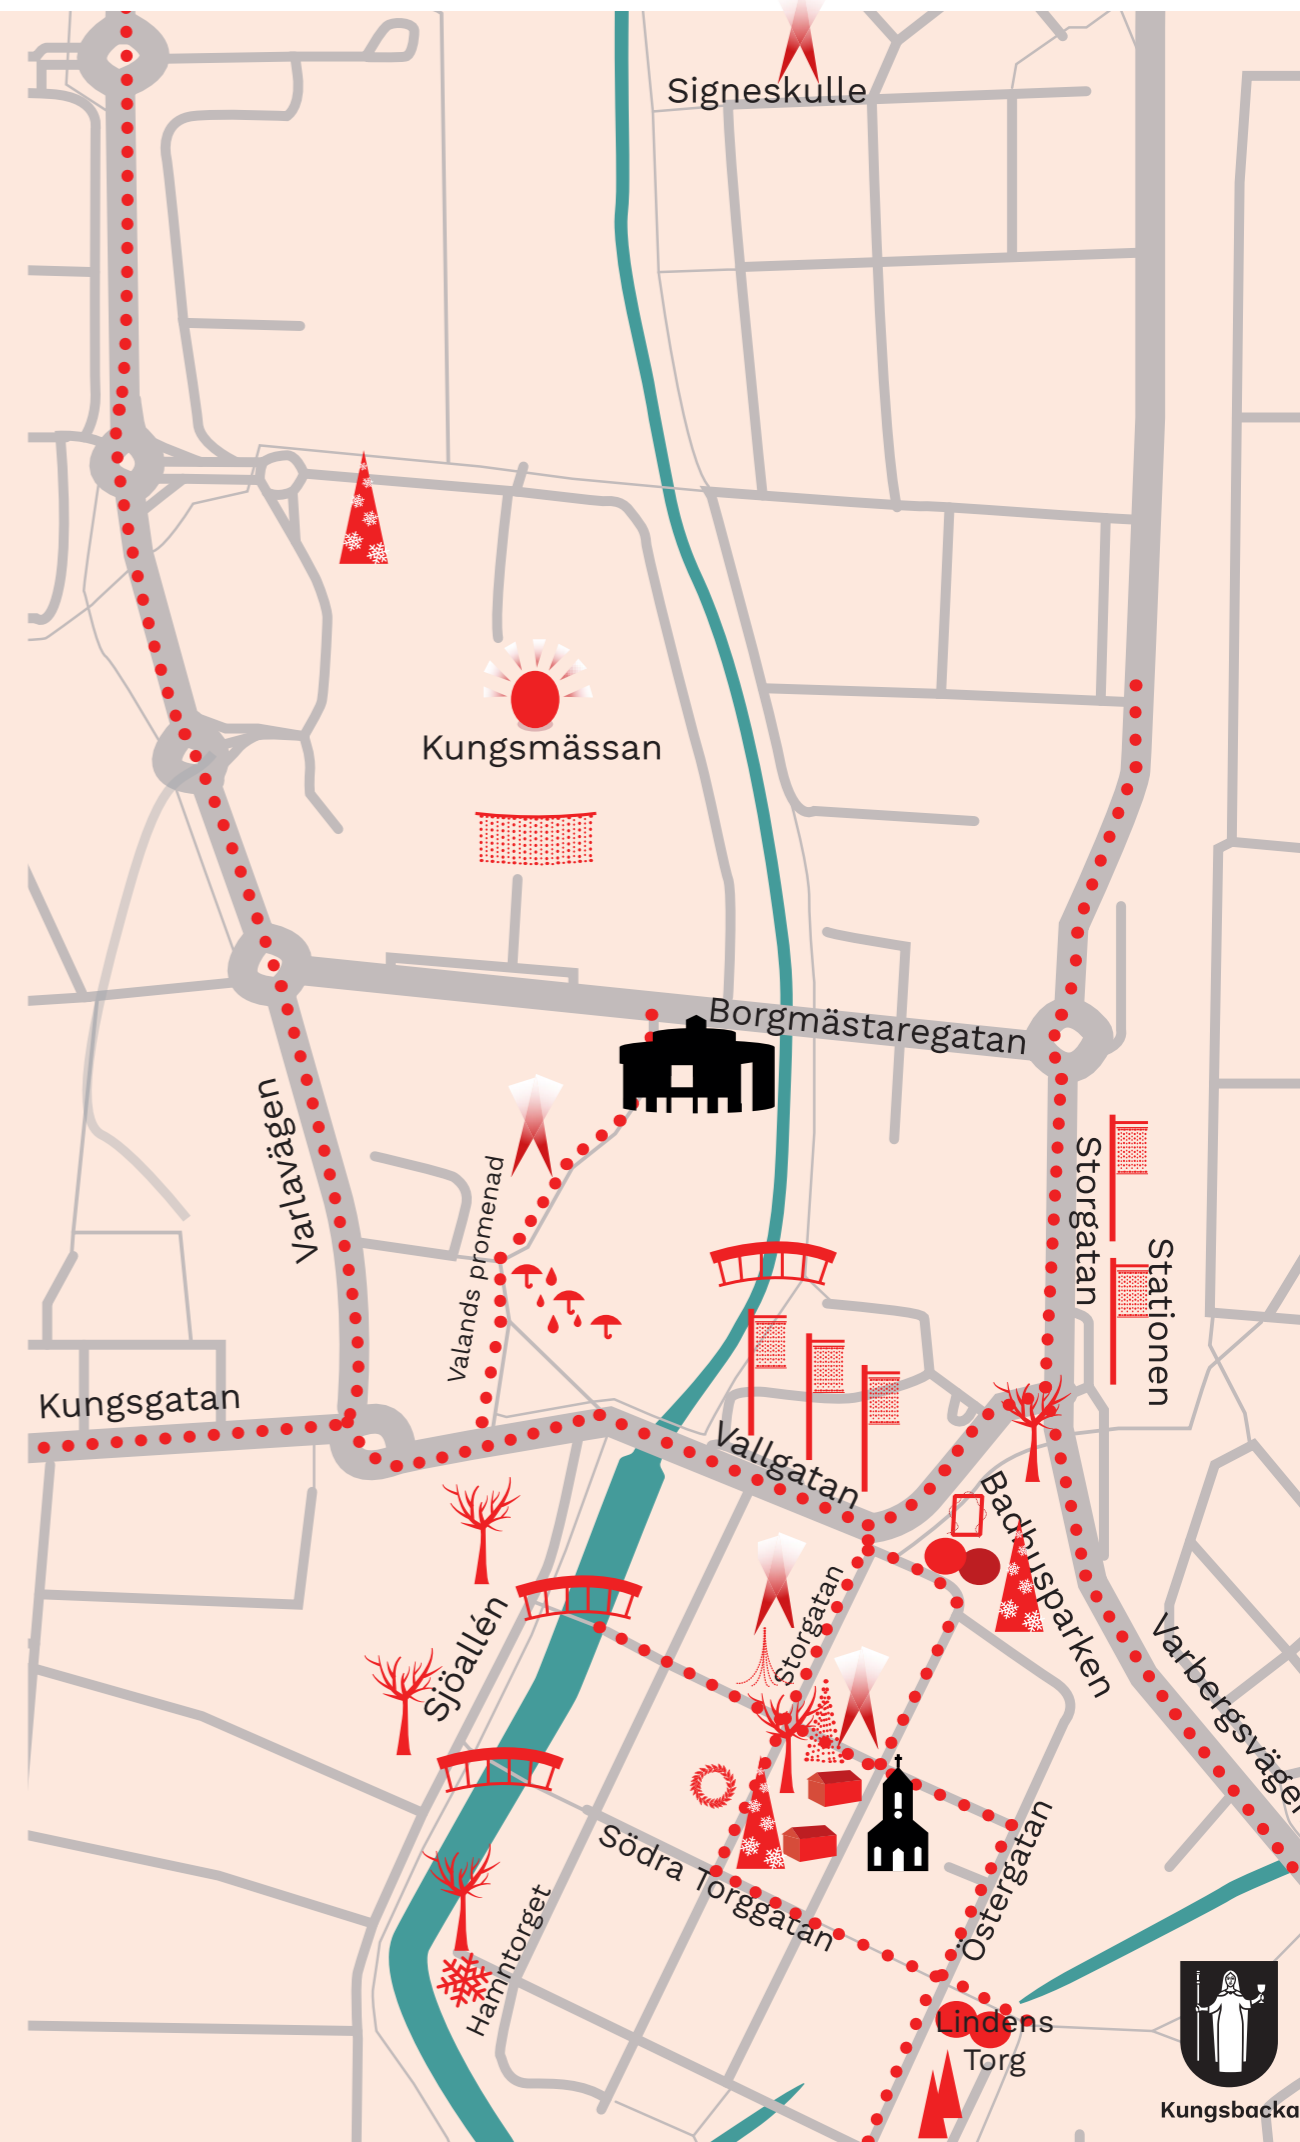 Signeskulle
Kungsmässan
Borgmästaregatan
Varlavägen
Valands promenad
Storgatan
Stationen
Kungsgatan
Vallgatan
Badhusparken
Storgatan
Sjöallén
Varbergsvägen
Södra Torggatan
Östergatan
Hamntorget
Lindens
Torg
Kungsbacka